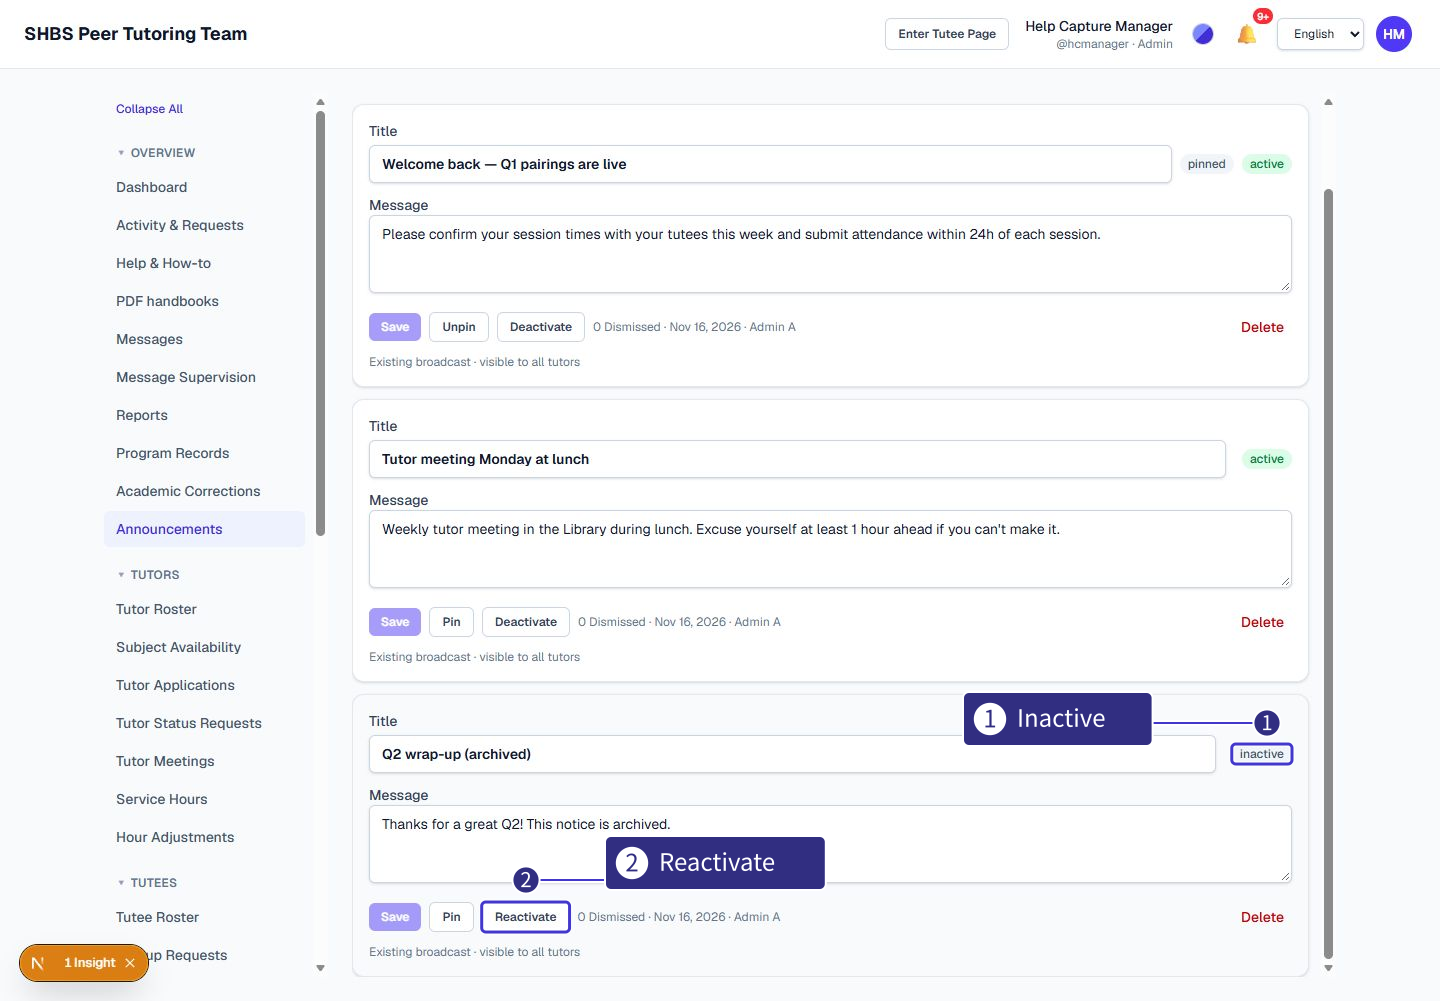 SHBS Peer Tutoring Team
Enter Tutee Page
Help Capture Manager
@hcmanager · Admin
9+
English
HM
Collapse All
OVERVIEW
Dashboard
Activity & Requests
Help & How-to
PDF handbooks
Messages
Message Supervision
Reports
Program Records
Academic Corrections
Announcements
TUTORS
Tutor Roster
Subject Availability
Tutor Applications
Tutor Status Requests
Tutor Meetings
Service Hours
Hour Adjustments
TUTEES
Tutee Roster
up Requests
N 1 Insight ×
Title
Welcome back — Q1 pairings are live
pinned
active
Message
Please confirm your session times with your tutees this week and submit attendance within 24h of each session.
Save Unpin Deactivate 0 Dismissed · Nov 16, 2026 · Admin A Delete
Existing broadcast · visible to all tutors
Title
Tutor meeting Monday at lunch
active
Message
Weekly tutor meeting in the Library during lunch. Excuse yourself at least 1 hour ahead if you can't make it.
Save Pin Deactivate 0 Dismissed · Nov 16, 2026 · Admin A Delete
Existing broadcast · visible to all tutors
Title
1 Inactive
1
Q2 wrap-up (archived)
inactive
Message
Thanks for a great Q2! This notice is archived.
2 Reactivate
2
Save Pin Reactivate 0 Dismissed · Nov 16, 2026 · Admin A Delete
Existing broadcast · visible to all tutors